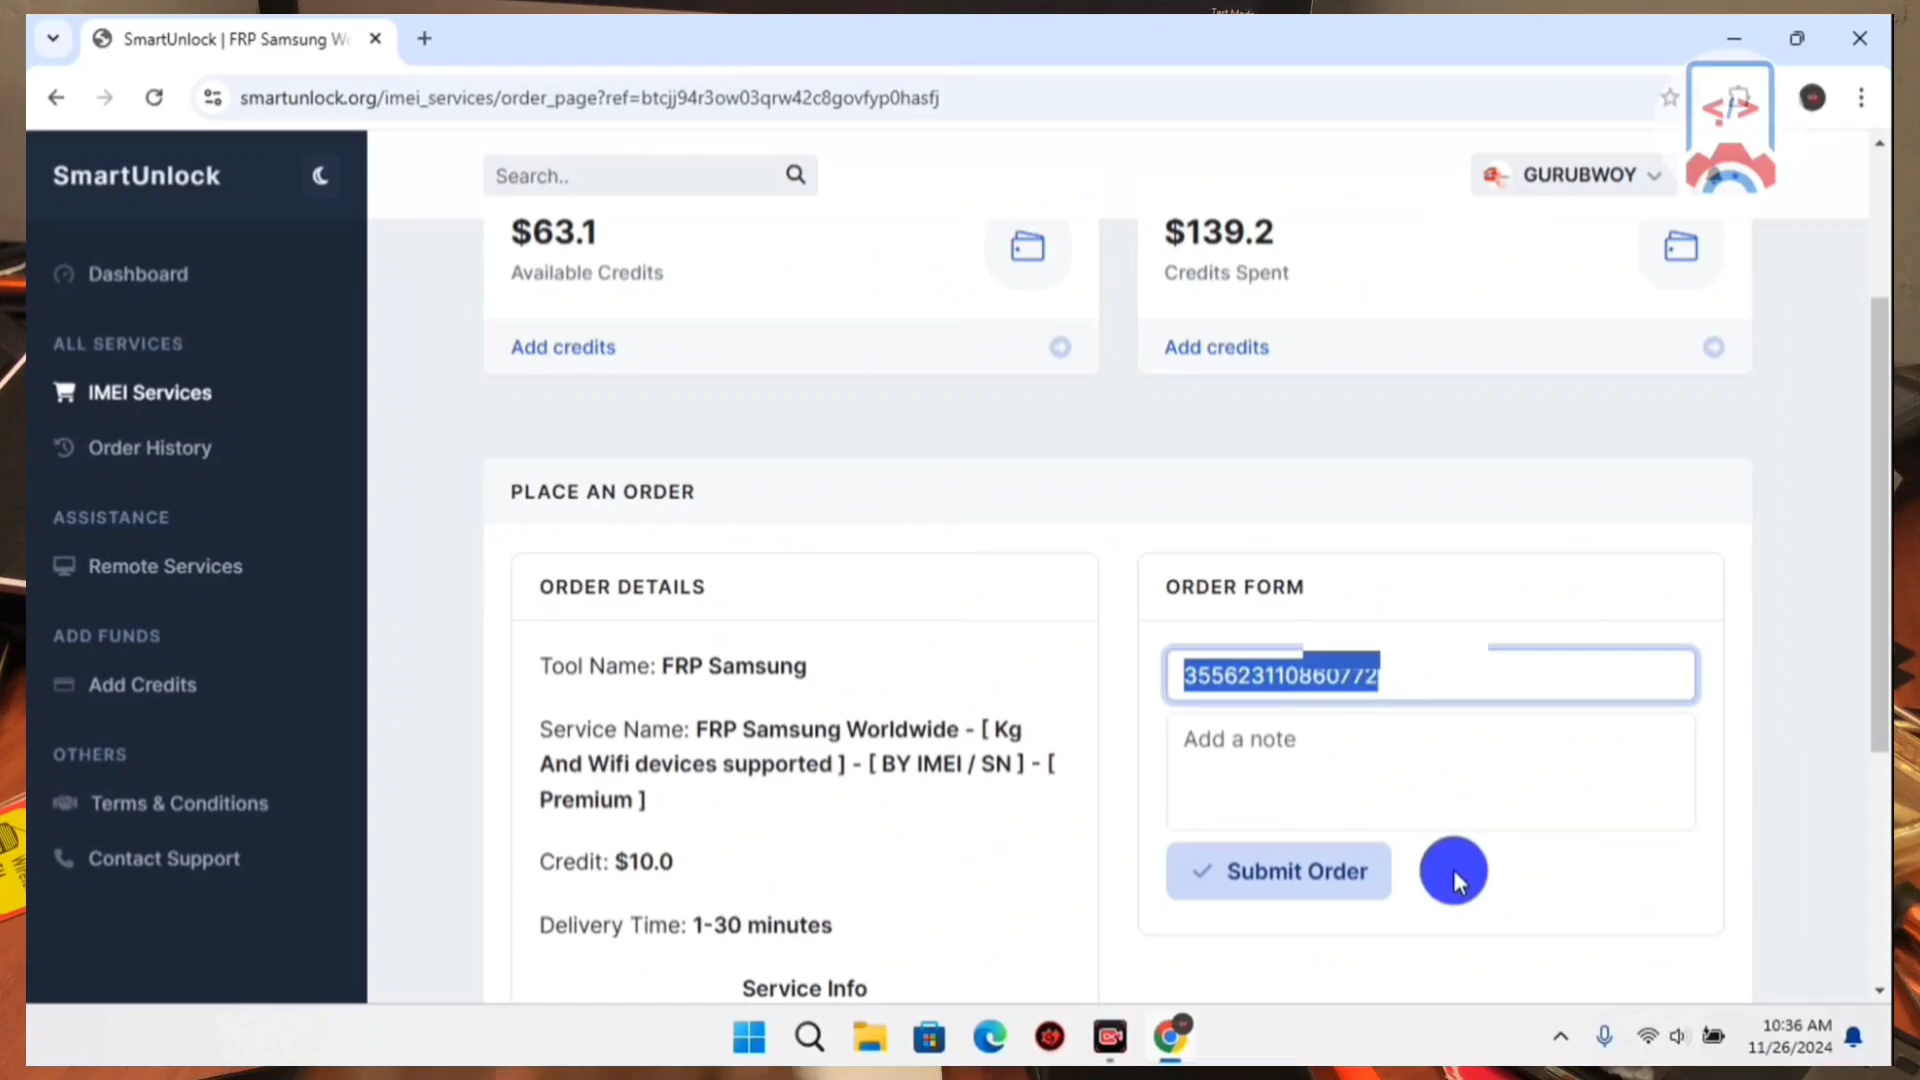 Test Mode
SmartUnlock | FRP Samsung Wo
smartunlock.org/imei_services/order_page?ref=btcjj94r3ow03qrw42c8govfyp0hasfj
SmartUnlock
Search..
GURUBWOY
$63.1
Available Credits
Add credits
$139.2
Credits Spent
Add credits
Dashboard
ALL SERVICES
IMEI Services
Order History
ASSISTANCE
Remote Services
ADD FUNDS
Add Credits
OTHERS
Terms & Conditions
Contact Support
PLACE AN ORDER
ORDER DETAILS
Tool Name: FRP Samsung
Service Name: FRP Samsung Worldwide - [ Kg
And Wifi devices supported ] - [ BY IMEI / SN ] - [
Premium ]
Credit: $10.0
Delivery Time: 1-30 minutes
Service Info
ORDER FORM
355623110860772
Add a note
Submit Order
10:36 AM
11/26/2024